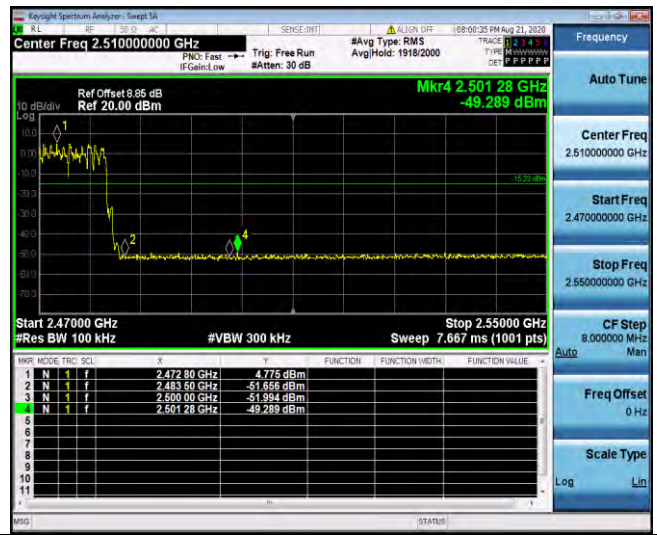 Keysight Spectrum Analyzer - Swept SA
RL RF 50 Ω AC SENSE:INT ALIGN OFF 08:00:35 PM Aug 21, 2020
Center Freq 2.510000000 GHz
PNO: Fast
IFGain:Low
Trig: Free Run
#Atten: 30 dB
#Avg Type: RMS
Avg|Hold: 1918/2000
TRACE 1 2 3 4 5 6
TYPE
DET P P P P P P
Ref Offset 8.85 dB
10 dB/div Ref 20.00 dBm
Mkr4 2.501 28 GHz
-49.289 dBm
Log
10.0
0.00
-10.0
-20.0
-30.0
-40.0
-50.0
-60.0
-70.0
1
2
4
Start 2.47000 GHz Stop 2.55000 GHz
#Res BW 100 kHz #VBW 300 kHz Sweep 7.667 ms (1001 pts)
MKR MODE TRC SCL X Y FUNCTION FUNCTION WIDTH FUNCTION VALUE
1 N 1 f 2.472 80 GHz 4.775 dBm
2 N 1 f 2.483 50 GHz -51.656 dBm
3 N 1 f 2.500 00 GHz -51.994 dBm
4 N 1 f 2.501 28 GHz -49.289 dBm
5
6
7
8
9
10
11
MSG STATUS
Frequency
Auto Tune
Center Freq
2.510000000 GHz
Start Freq
2.470000000 GHz
Stop Freq
2.550000000 GHz
CF Step
8.000000 MHz
Auto Man
Freq Offset
0 Hz
Scale Type
Log Lin